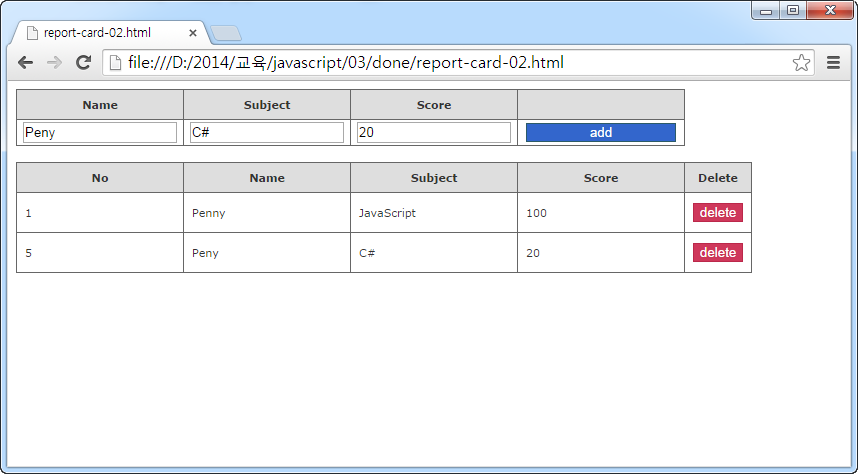 report-card-02.html
file:///D:/2014/교육/javascript/03/done/report-card-02.html
Name Subject Score
Peny C# 20 add
No Name Subject Score Delete
1 Penny JavaScript 100 delete
5 Peny C# 20 delete